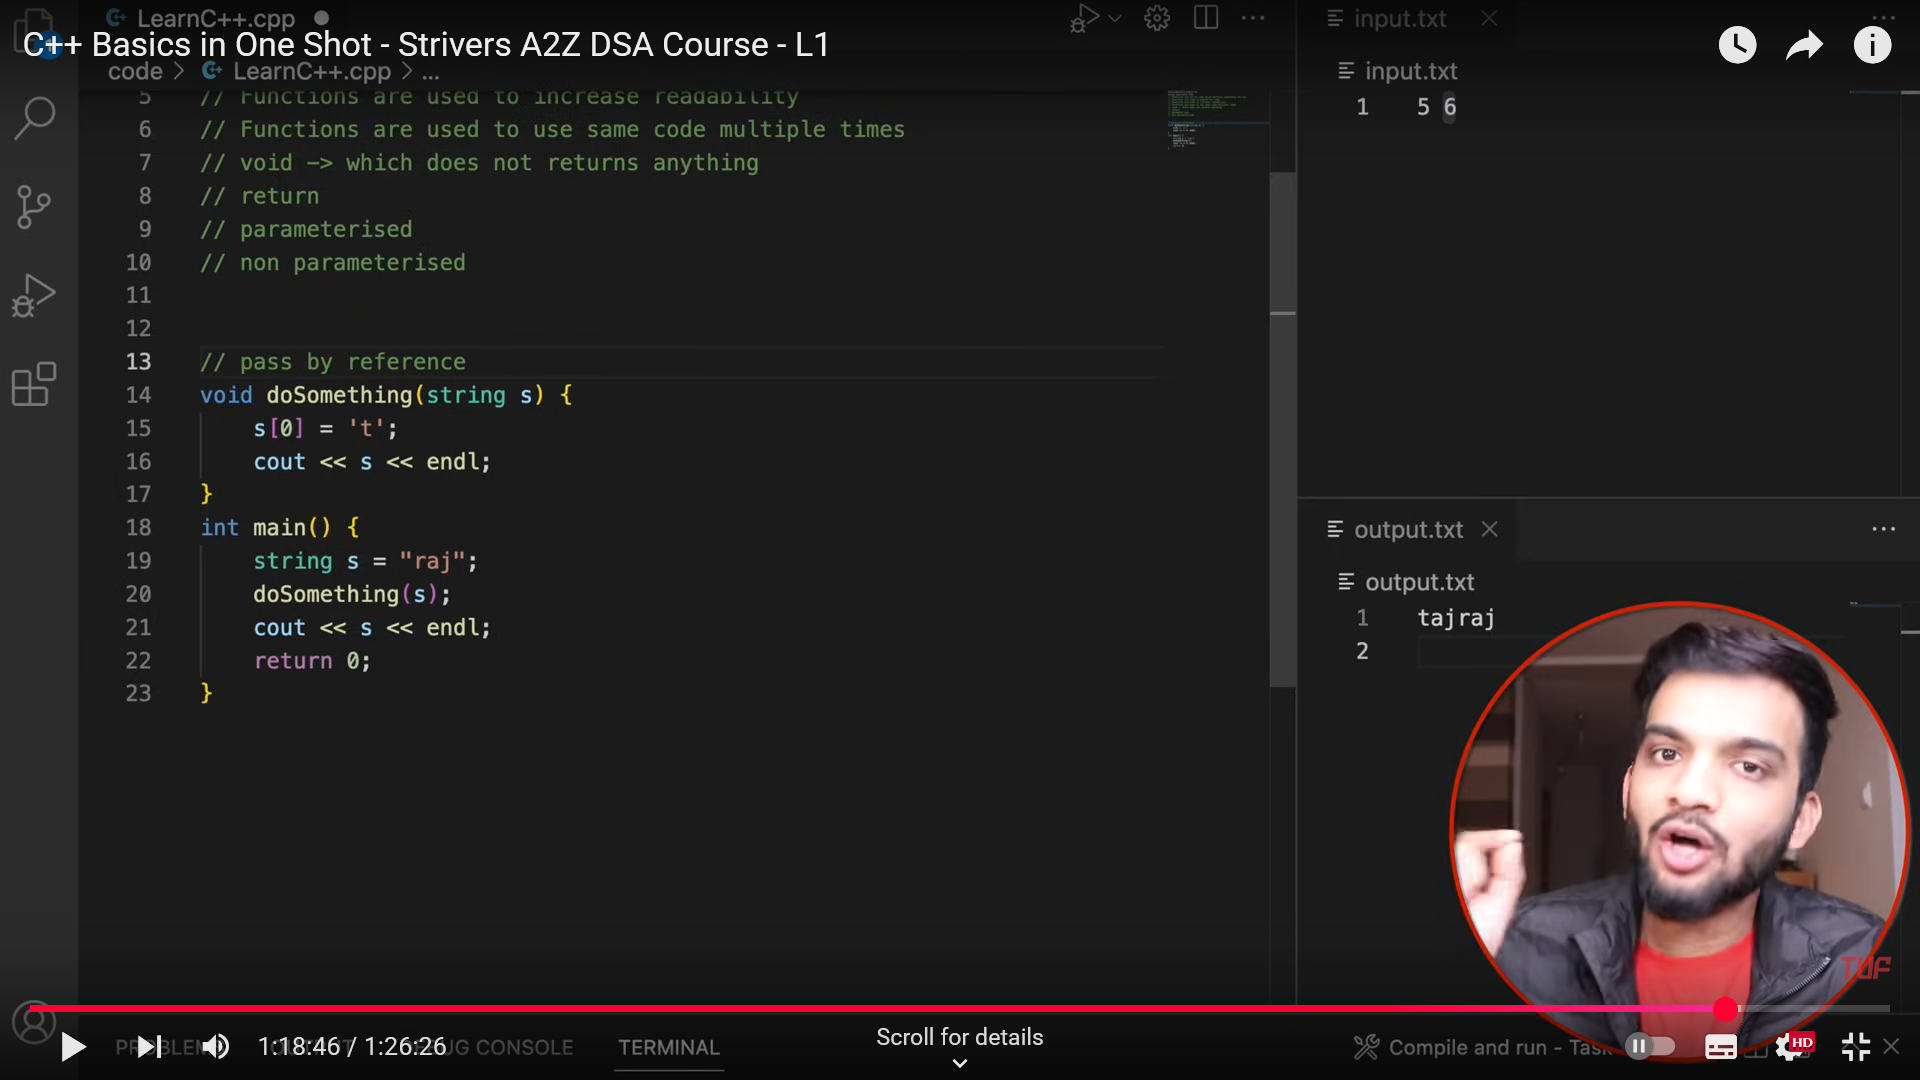 LearnC++.cpp
C++ Basics in One Shot - Strivers A2Z DSA Course - L1
code > LearnC++.cpp > ...
5 // Functions are used to increase readability
6 // Functions are used to use same code multiple times
7 // void -> which does not returns anything
8 // return
9 // parameterised
10 // non parameterised
11
12
13 // pass by reference
14 void doSomething(string s) {
15 s[0] = 't';
16 cout << s << endl;
17 }
18 int main() {
19 string s = "raj";
20 doSomething(s);
21 cout << s << endl;
22 return 0;
23 }
input.txt
input.txt
1 5 6
output.txt
output.txt
1 tajraj
2
TUF
1:18:46 / 1:26:26
CONSOLE
TERMINAL
Scroll for details
Compile and run - Task
HD